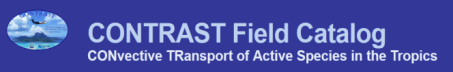 CONTRAST Field Catalog
CONvective TRansport of Active Species in the Tropics